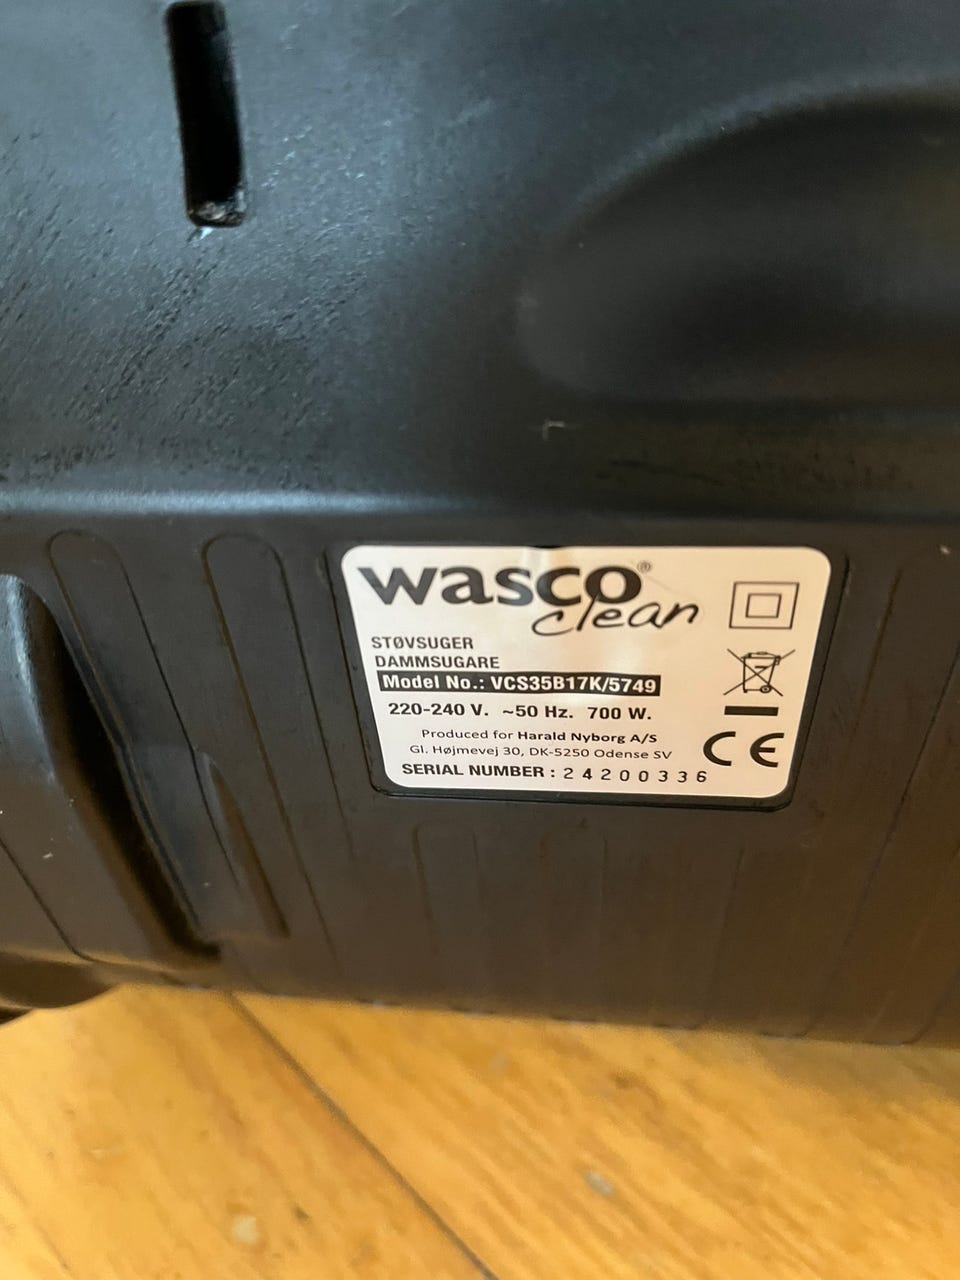 wasco®
clean
STØVSUGER
DAMMSUGARE
Model No.: VCS35B17K/5749
220-240 V. ~50 Hz. 700 W.
Produced for Harald Nyborg A/S
Gl. Højmevej 30, DK-5250 Odense SV
SERIAL NUMBER : 24200336
CE